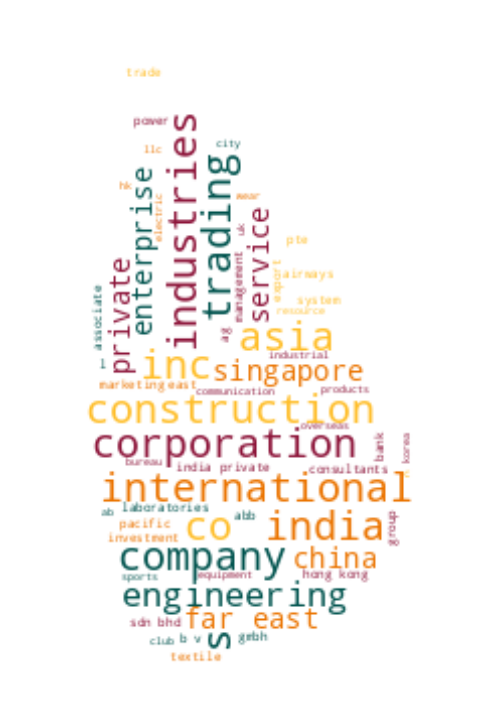 trade
power
industries
city
llc
trading
enterprise
hk
electric
wear
uk
service
pte
private
management
export
airways
associate
system
resource
ag
asia
industrial
l
inc
singapore
marketing
east
communication
products
construction
overseas
corporation
bank
korea
bureau
india private
consultants
international
ab
laboratories
abb
pacific
co
india
group
investment
company
china
sports
equipment
hong kong
engineering
sdn bhd
far east
s
club
b v
gmbh
textile